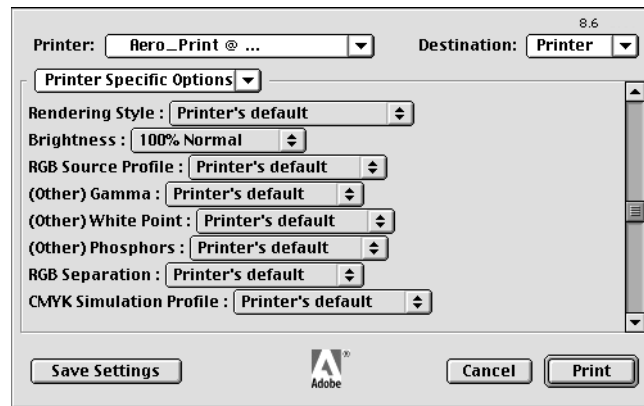 8.6
Printer: Aero_Print @ ... Destination: Printer
Printer Specific Options
Rendering Style : Printer's default
Brightness : 100% Normal
RGB Source Profile : Printer's default
(Other) Gamma : Printer's default
(Other) White Point : Printer's default
(Other) Phosphors : Printer's default
RGB Separation : Printer's default
CMYK Simulation Profile : Printer's default
Save Settings Adobe ® Cancel Print